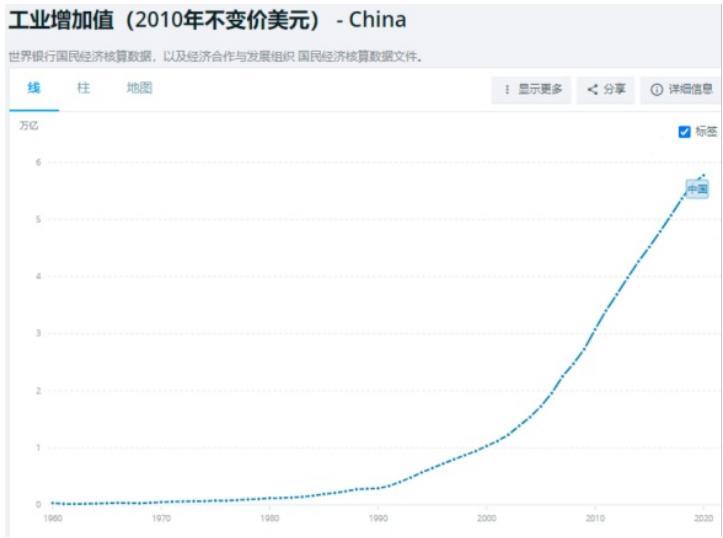 工业增加值（2010年不变价美元） - China
世界银行国民经济核算数据，以及经济合作与发展组织 国民经济核算数据文件。
线 柱 地图 显示更多 分享 详细信息
万亿
标签
6
中国
5
4
3
2
1
0
1960 1970 1980 1990 2000 2010 2020